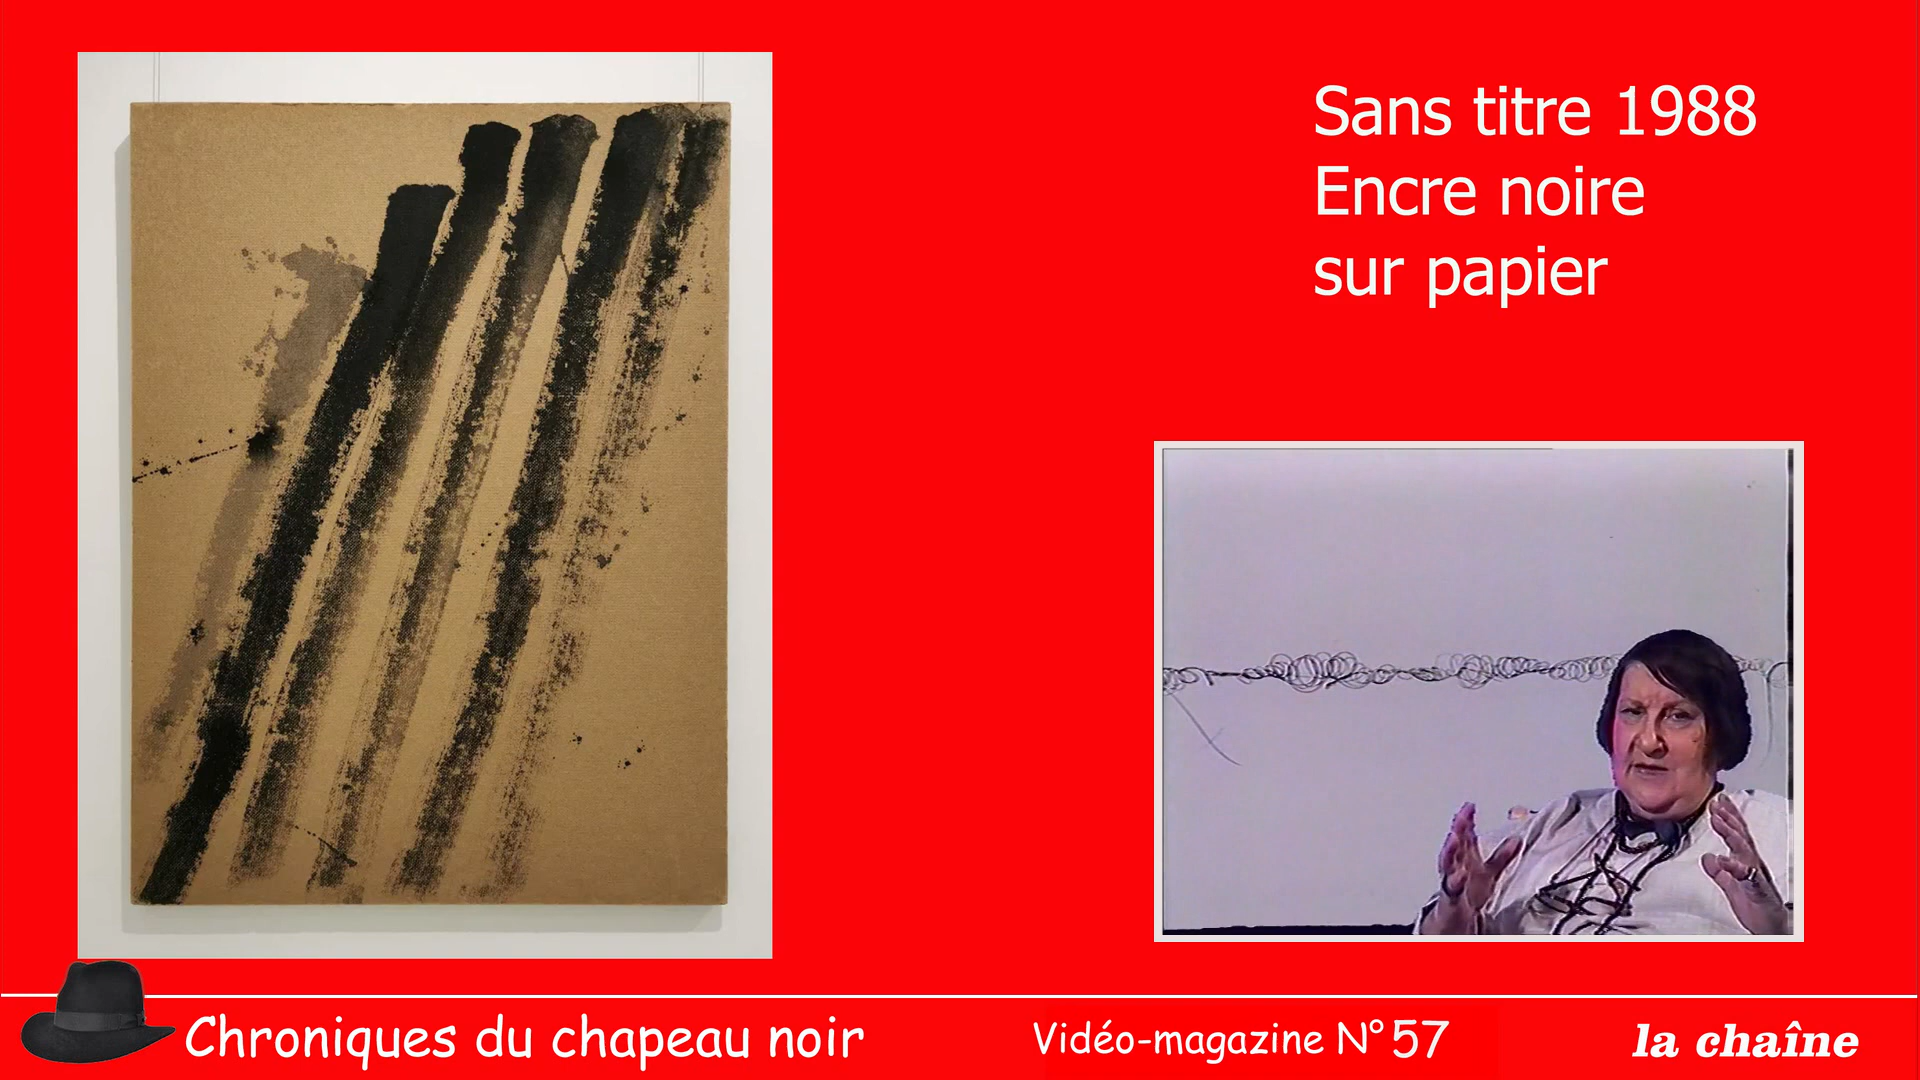 Sans titre 1988
Encre noire
sur papier
Chroniques du chapeau noir
Vidéo-magazine N°57
la chaîne